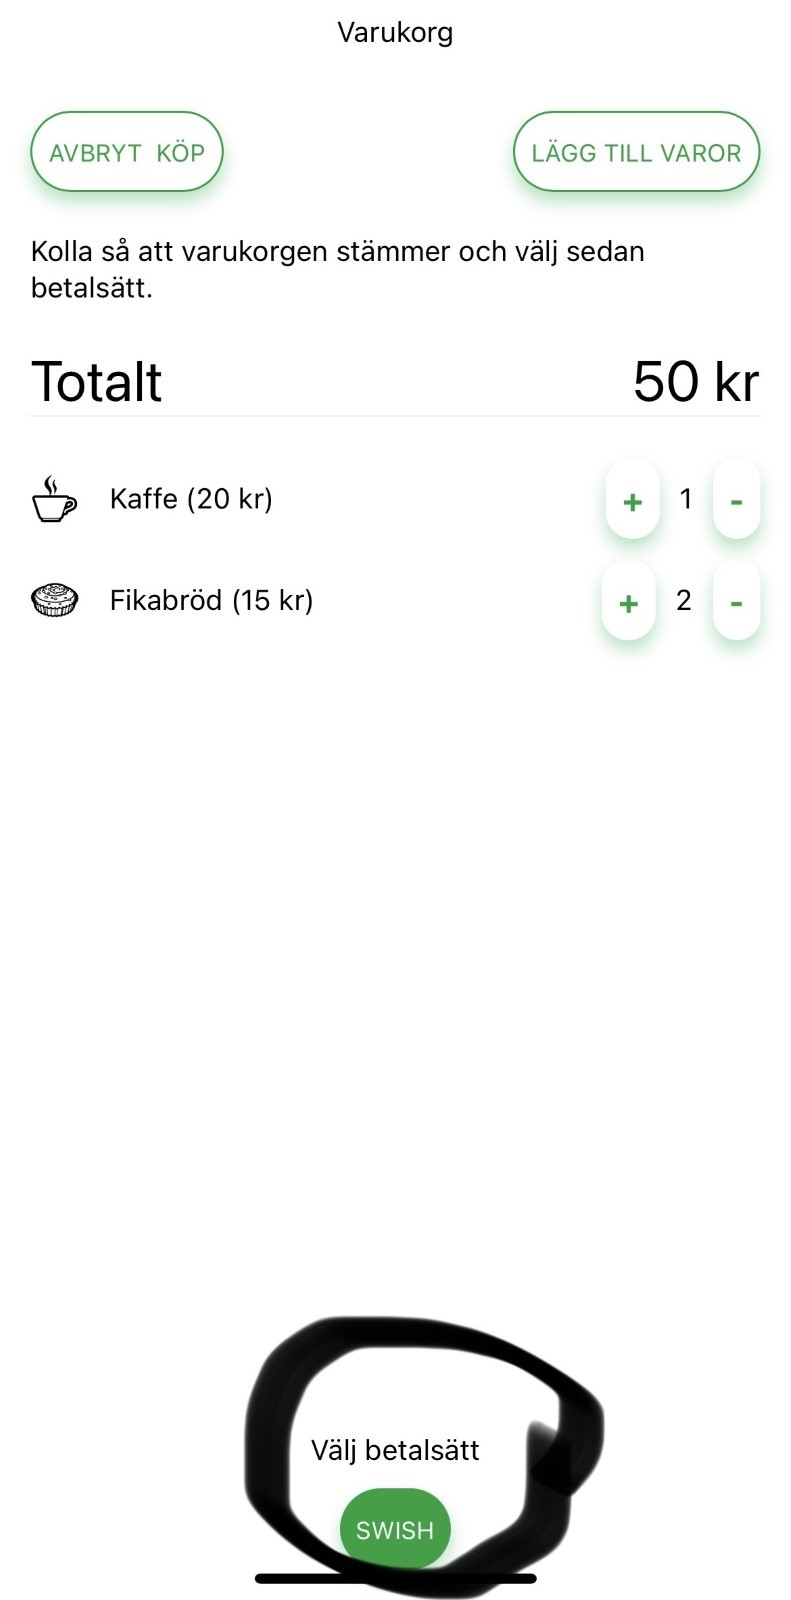 Varukorg
AVBRYT KÖP
LÄGG TILL VAROR
Kolla så att varukorgen stämmer och välj sedan
betalsätt.
Totalt 50 kr
Kaffe (20 kr) + 1 -
Fikabröd (15 kr) + 2 -
Välj betalsätt
SWISH